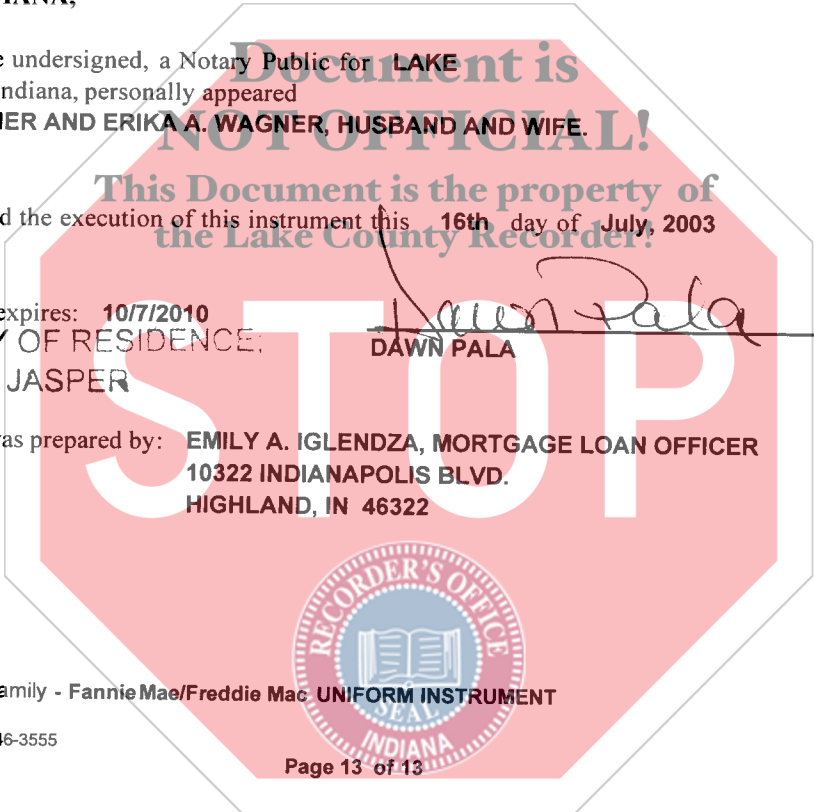 IANA,
e undersigned, a Notary Public for LAKE
ndiana, personally appeared
ER AND ERIKA A. WAGNER, HUSBAND AND WIFE.
d the execution of this instrument this 16th day of July, 2003
Document is
NOT OFFICIAL!
This Document is the property of
the Lake County Recorder!
STOP
expires: 10/7/2010
Dawn Pala
Y OF RESIDENCE;
DAWN PALA
JASPER
as prepared by: EMILY A. IGLENDZA, MORTGAGE LOAN OFFICER
10322 INDIANAPOLIS BLVD.
HIGHLAND, IN 46322
RECORDER'S OFFICE
SEAL
INDIANA
amily - Fannie Mae/Freddie Mac UNIFORM INSTRUMENT
46-3555
Page 13 of 13